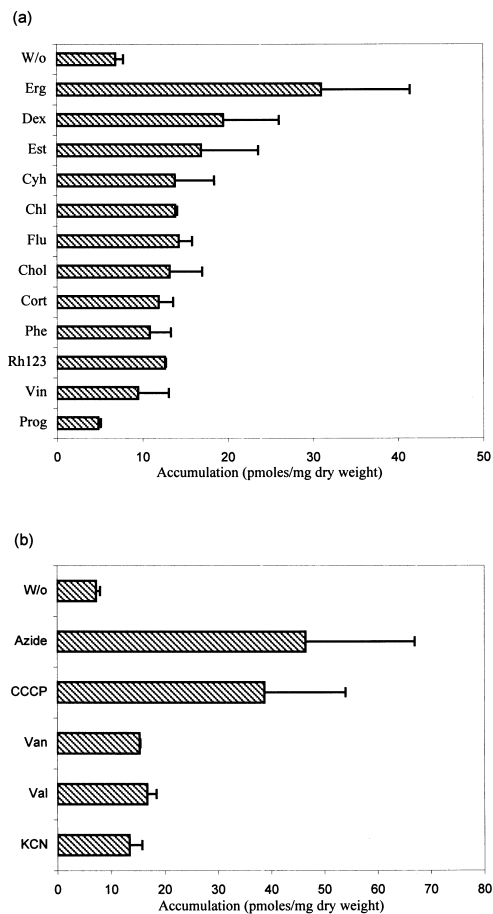 (a)
W/o
Erg
Dex
Est
Cyh
Chl
Flu
Chol
Cort
Phe
Rh123
Vin
Prog
0 10 20 30 40 50
Accumulation (pmoles/mg dry weight)
(b)
W/o
Azide
CCCP
Van
Val
KCN
0 10 20 30 40 50 60 70 80
Accumulation (pmoles/mg dry weight)